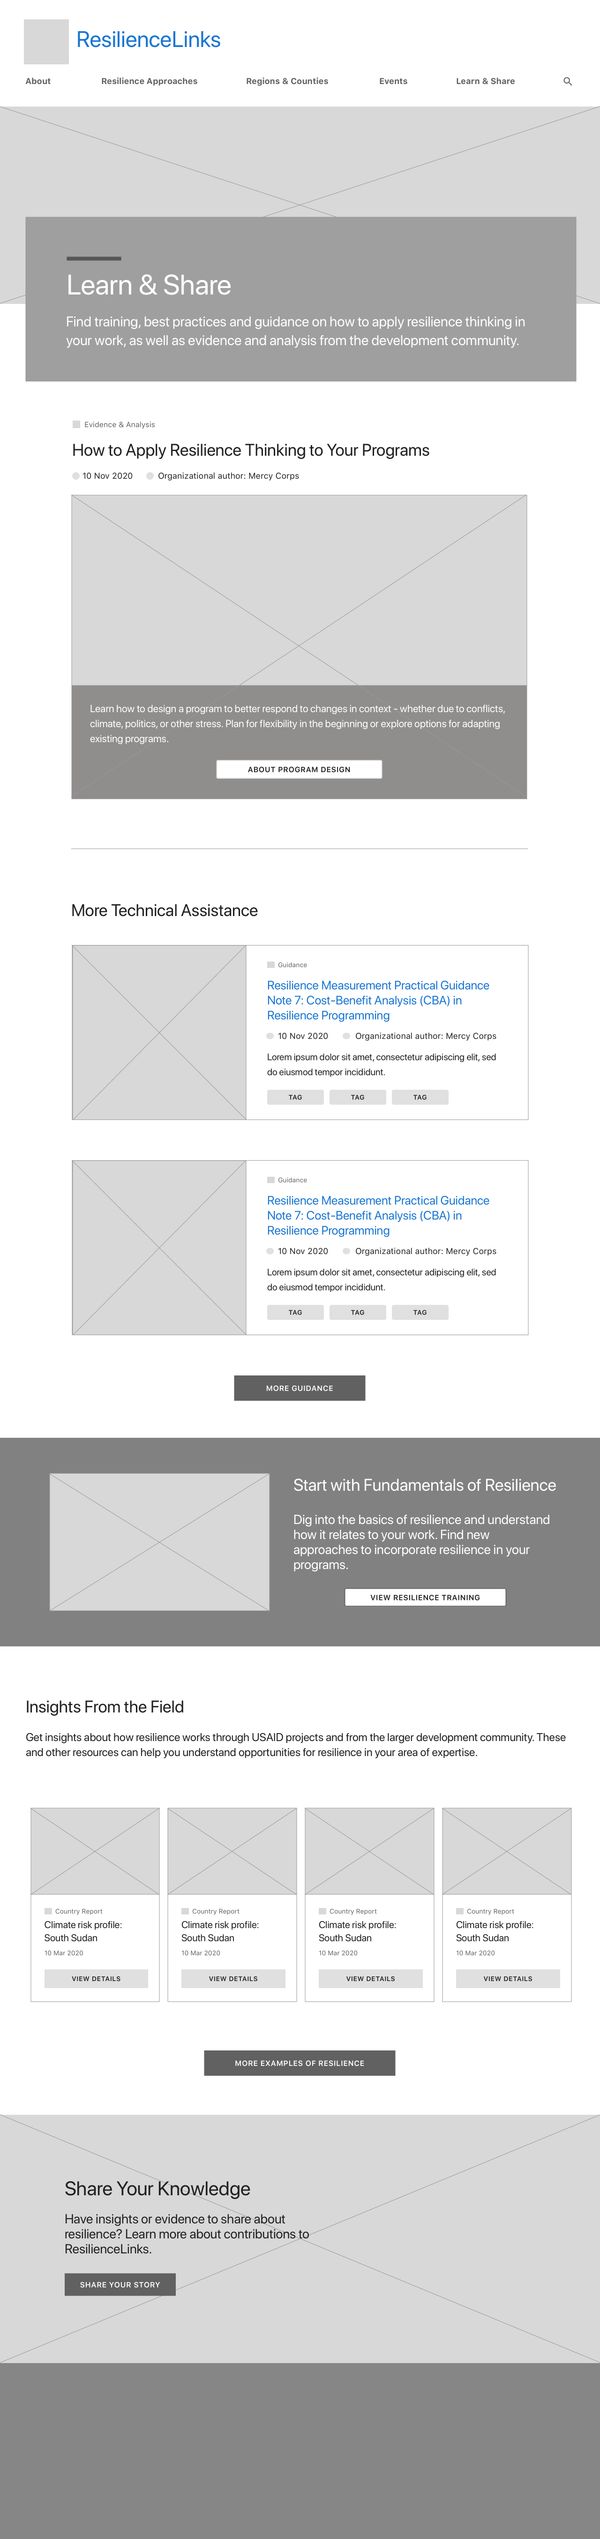 ResilienceLinks
About
Resilience Approaches
Regions & Counties
Events
Learn & Share
Learn & Share
Find training, best practices and guidance on how to apply resilience thinking in
your work, as well as evidence and analysis from the development community.
Evidence & Analysis
How to Apply Resilience Thinking to Your Programs
10 Nov 2020
Organizational author: Mercy Corps
Learn how to design a program to better respond to changes in context - whether due to conflicts,
climate, politics, or other stress. Plan for flexibility in the beginning or explore options for adapting
existing programs.
ABOUT PROGRAM DESIGN
More Technical Assistance
Guidance
Resilience Measurement Practical Guidance
Note 7: Cost-Benefit Analysis (CBA) in
Resilience Programming
10 Nov 2020
Organizational author: Mercy Corps
Lorem ipsum dolor sit amet, consectetur adipiscing elit, sed
do eiusmod tempor incididunt.
TAG
TAG
TAG
Guidance
Resilience Measurement Practical Guidance
Note 7: Cost-Benefit Analysis (CBA) in
Resilience Programming
10 Nov 2020
Organizational author: Mercy Corps
Lorem ipsum dolor sit amet, consectetur adipiscing elit, sed
do eiusmod tempor incididunt.
TAG
TAG
TAG
MORE GUIDANCE
Start with Fundamentals of Resilience
Dig into the basics of resilience and understand
how it relates to your work. Find new
approaches to incorporate resilience in your
programs.
VIEW RESILIENCE TRAINING
Insights From the Field
Get insights about how resilience works through USAID projects and from the larger development community. These
and other resources can help you understand opportunities for resilience in your area of expertise.
Country Report
Climate risk profile:
South Sudan
10 Mar 2020
VIEW DETAILS
Country Report
Climate risk profile:
South Sudan
10 Mar 2020
VIEW DETAILS
Country Report
Climate risk profile:
South Sudan
10 Mar 2020
VIEW DETAILS
Country Report
Climate risk profile:
South Sudan
10 Mar 2020
VIEW DETAILS
MORE EXAMPLES OF RESILIENCE
Share Your Knowledge
Have insights or evidence to share about
resilience? Learn more about contributions to
ResilienceLinks.
SHARE YOUR STORY